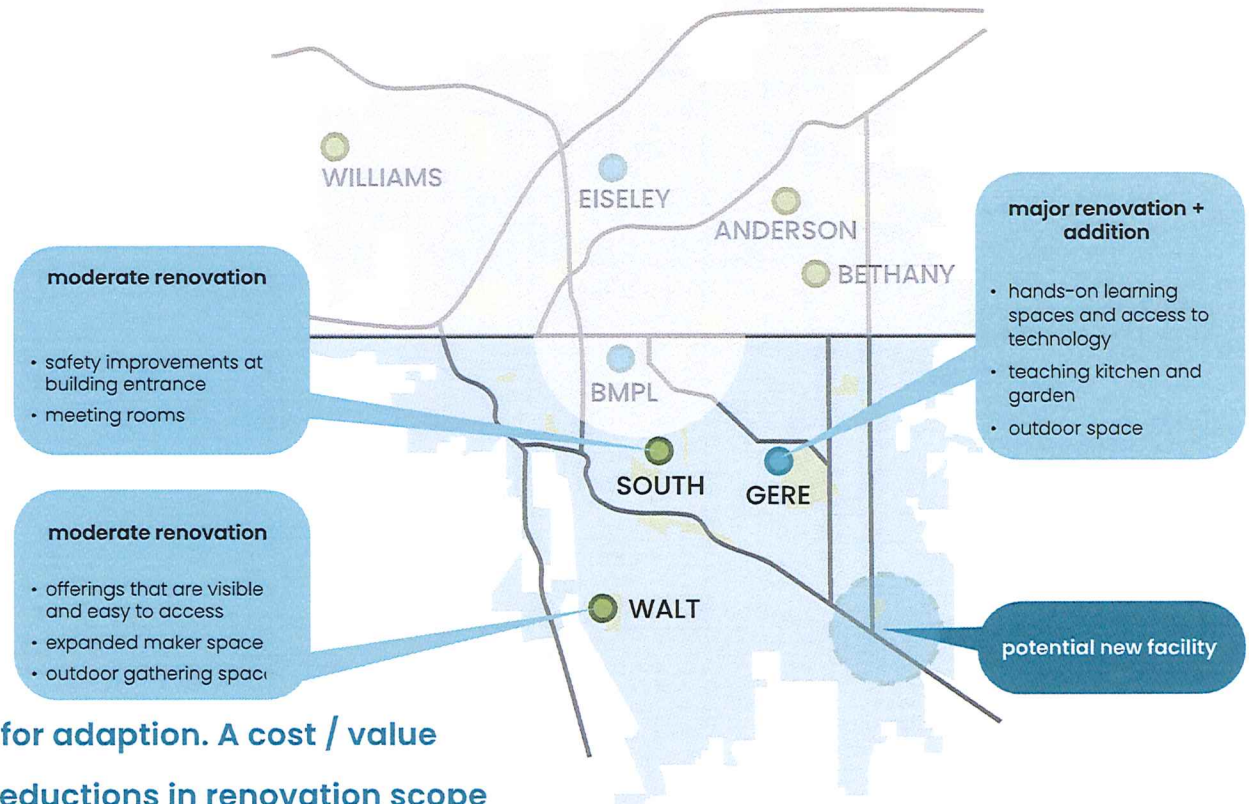 WILLIAMS
EISELEY
ANDERSON
BETHANY
major renovation +
addition
• hands-on learning
spaces and access to
technology
• teaching kitchen and
garden
• outdoor space
moderate renovation
• safety improvements at
building entrance
• meeting rooms
BMPL
SOUTH
GERE
moderate renovation
• offerings that are visible
and easy to access
• expanded maker space
• outdoor gathering spac
WALT
potential new facility
for adaption. A cost / value
eductions in renovation scope